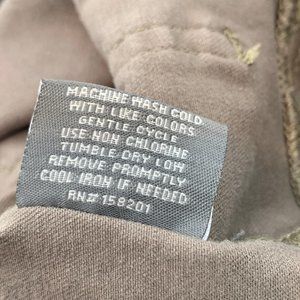 MACHINE WASH COLD
WITH LIKE COLORS
GENTLE CYCLE
USE NON CHLORINE
TUMBLE DRY LOW
REMOVE PROMPTLY
COOL IRON IF NEEDED
RN# 158201